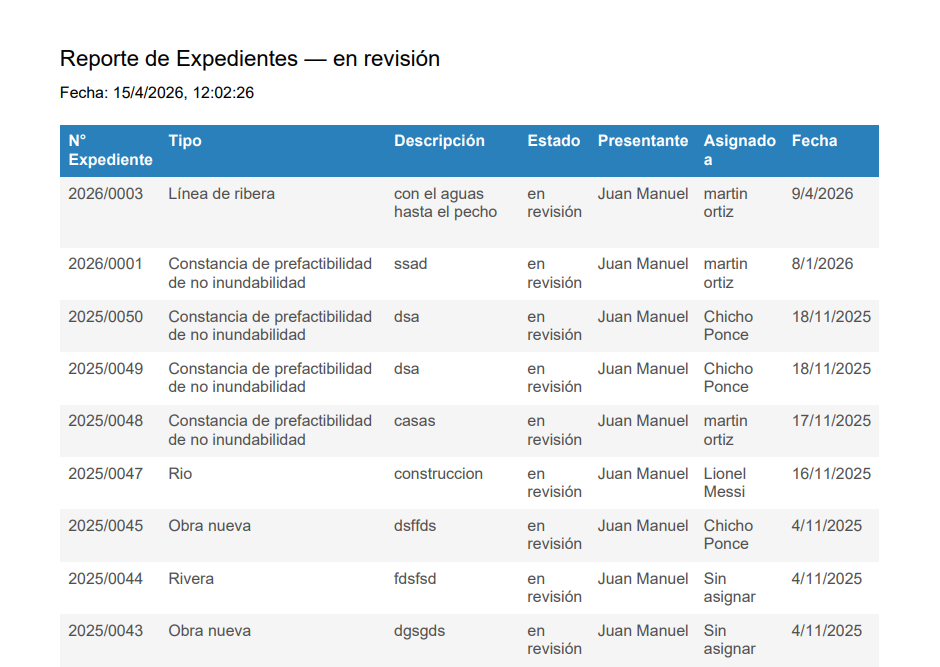 Reporte de Expedientes — en revisión
Fecha: 15/4/2026, 12:02:26
N° Expediente Tipo Descripción Estado Presentante Asignado a Fecha
2026/0003 Línea de ribera con el aguas hasta el pecho en revisión Juan Manuel martin ortiz 9/4/2026
2026/0001 Constancia de prefactibilidad de no inundabilidad ssad en revisión Juan Manuel martin ortiz 8/1/2026
2025/0050 Constancia de prefactibilidad de no inundabilidad dsa en revisión Juan Manuel Chicho Ponce 18/11/2025
2025/0049 Constancia de prefactibilidad de no inundabilidad dsa en revisión Juan Manuel Chicho Ponce 18/11/2025
2025/0048 Constancia de prefactibilidad de no inundabilidad casas en revisión Juan Manuel martin ortiz 17/11/2025
2025/0047 Rio construccion en revisión Juan Manuel Lionel Messi 16/11/2025
2025/0045 Obra nueva dsffds en revisión Juan Manuel Chicho Ponce 4/11/2025
2025/0044 Rivera fdsfsd en revisión Juan Manuel Sin asignar 4/11/2025
2025/0043 Obra nueva dgsgds en revisión Juan Manuel Sin asignar 4/11/2025